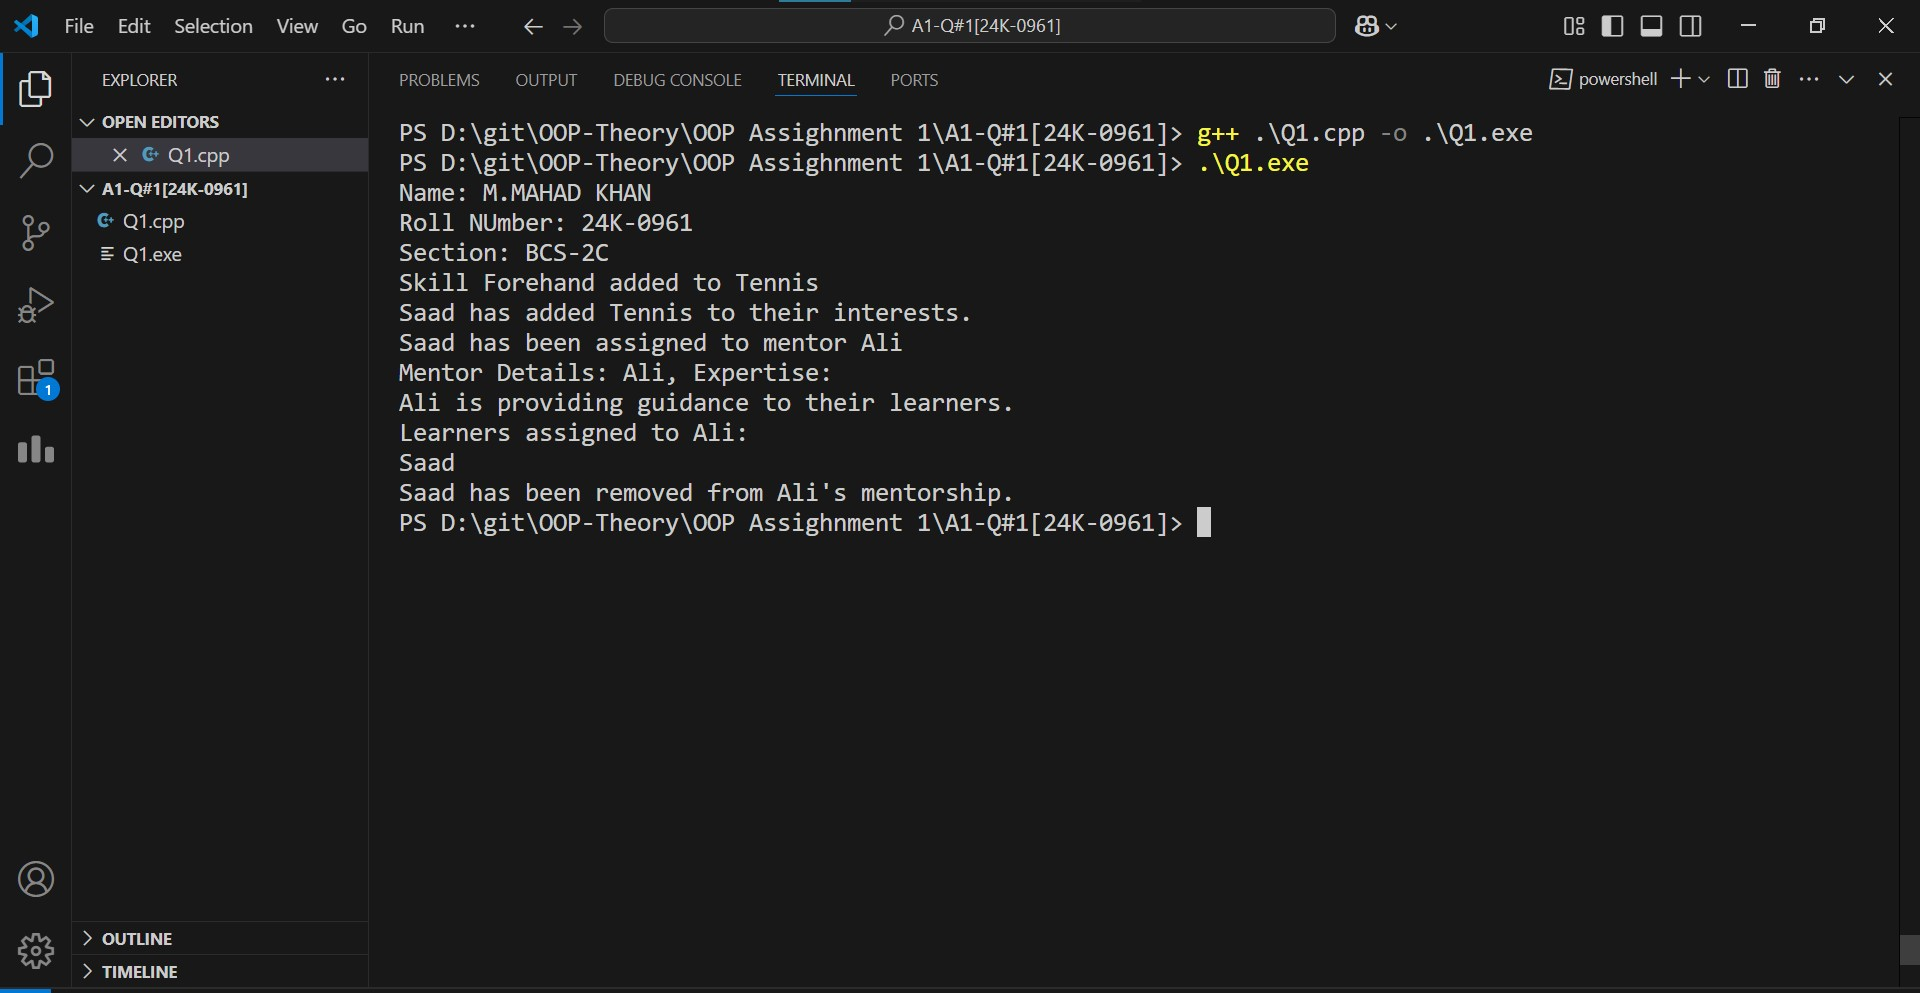 File Edit Selection View Go Run ··· A1-Q#1[24K-0961]
EXPLORER ···
OPEN EDITORS
Q1.cpp
A1-Q#1[24K-0961]
Q1.cpp
Q1.exe
1
OUTLINE
TIMELINE
PROBLEMS OUTPUT DEBUG CONSOLE TERMINAL PORTS powershell
PS D:\git\OOP-Theory\OOP Assighnment 1\A1-Q#1[24K-0961]> g++ .\Q1.cpp -o .\Q1.exe
PS D:\git\OOP-Theory\OOP Assighnment 1\A1-Q#1[24K-0961]> .\Q1.exe
Name: M.MAHAD KHAN
Roll NUmber: 24K-0961
Section: BCS-2C
Skill Forehand added to Tennis
Saad has added Tennis to their interests.
Saad has been assigned to mentor Ali
Mentor Details: Ali, Expertise:
Ali is providing guidance to their learners.
Learners assigned to Ali:
Saad
Saad has been removed from Ali's mentorship.
PS D:\git\OOP-Theory\OOP Assighnment 1\A1-Q#1[24K-0961]>